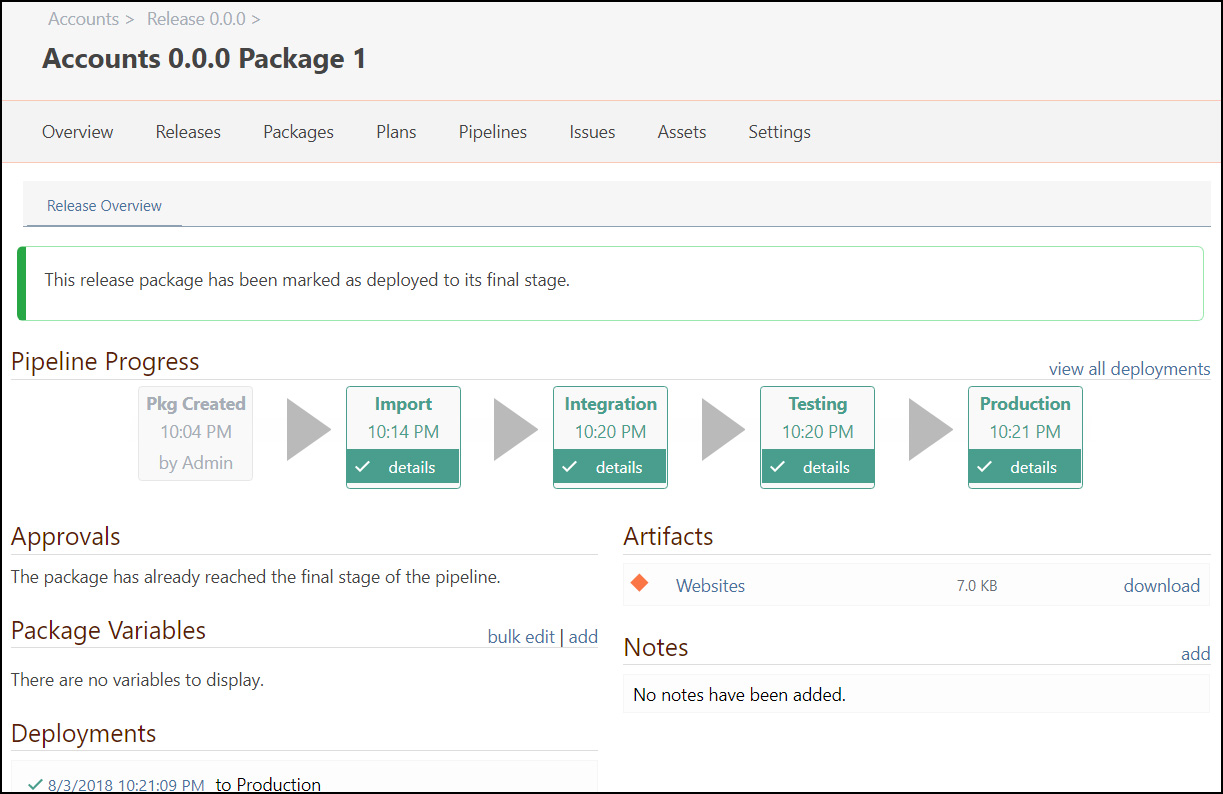 Accounts > Release 0.0.0 >
Accounts 0.0.0 Package 1
Overview Releases Packages Plans Pipelines Issues Assets Settings
Release Overview
This release package has been marked as deployed to its final stage.
Pipeline Progress
view all deployments
Pkg Created
10:04 PM
by Admin
Import
10:14 PM
details
Integration
10:20 PM
details
Testing
10:20 PM
details
Production
10:21 PM
details
Approvals
The package has already reached the final stage of the pipeline.
Package Variables
bulk edit | add
There are no variables to display.
Deployments
8/3/2018 10:21:09 PM to Production
Artifacts
Websites 7.0 KB download
Notes
add
No notes have been added.